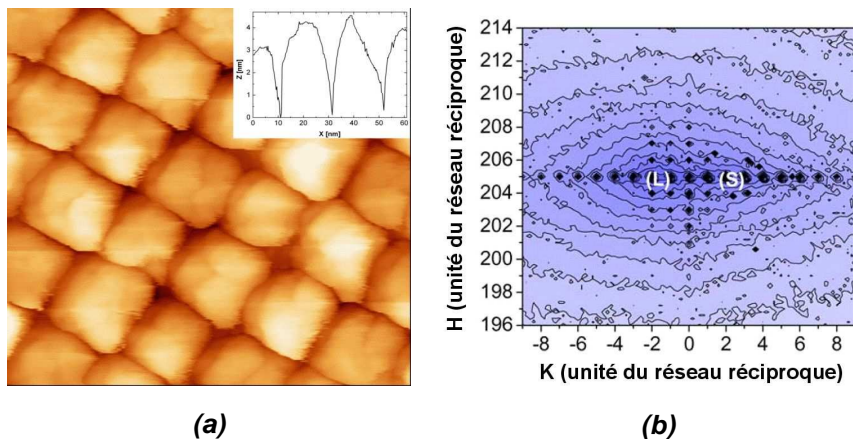 Z [nm]
4
3
2
1
0
0 10 20 30 40 50 60
X [nm]
H (unité du réseau réciproque)
214
212
210
208
206
204
202
200
198
196
(L) (S)
-8 -6 -4 -2 0 2 4 6 8
K (unité du réseau réciproque)
(a)
(b)